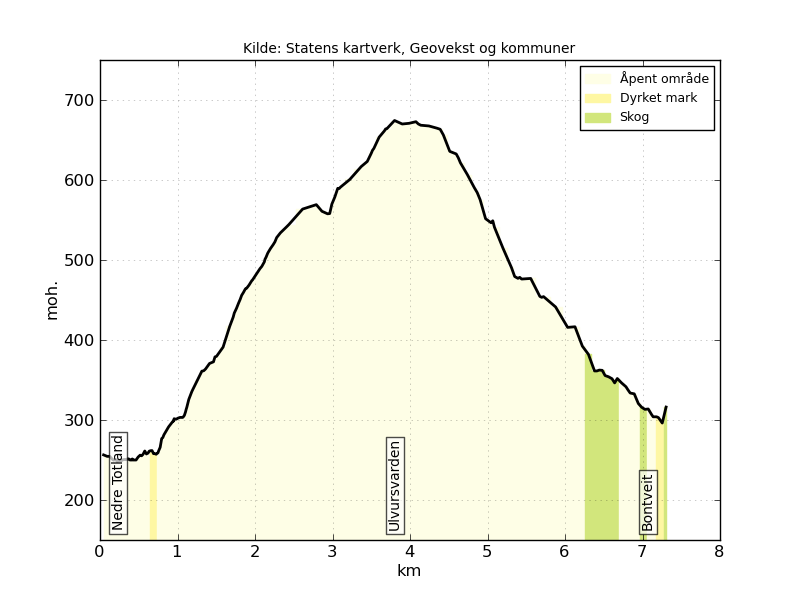 Kilde: Statens kartverk, Geovekst og kommuner
Åpent område
Dyrket mark
Skog
moh.
700
600
500
400
300
200
Nedre Totland
Ulvursvarden
Bontveit
0 1 2 3 4 5 6 7 8
km